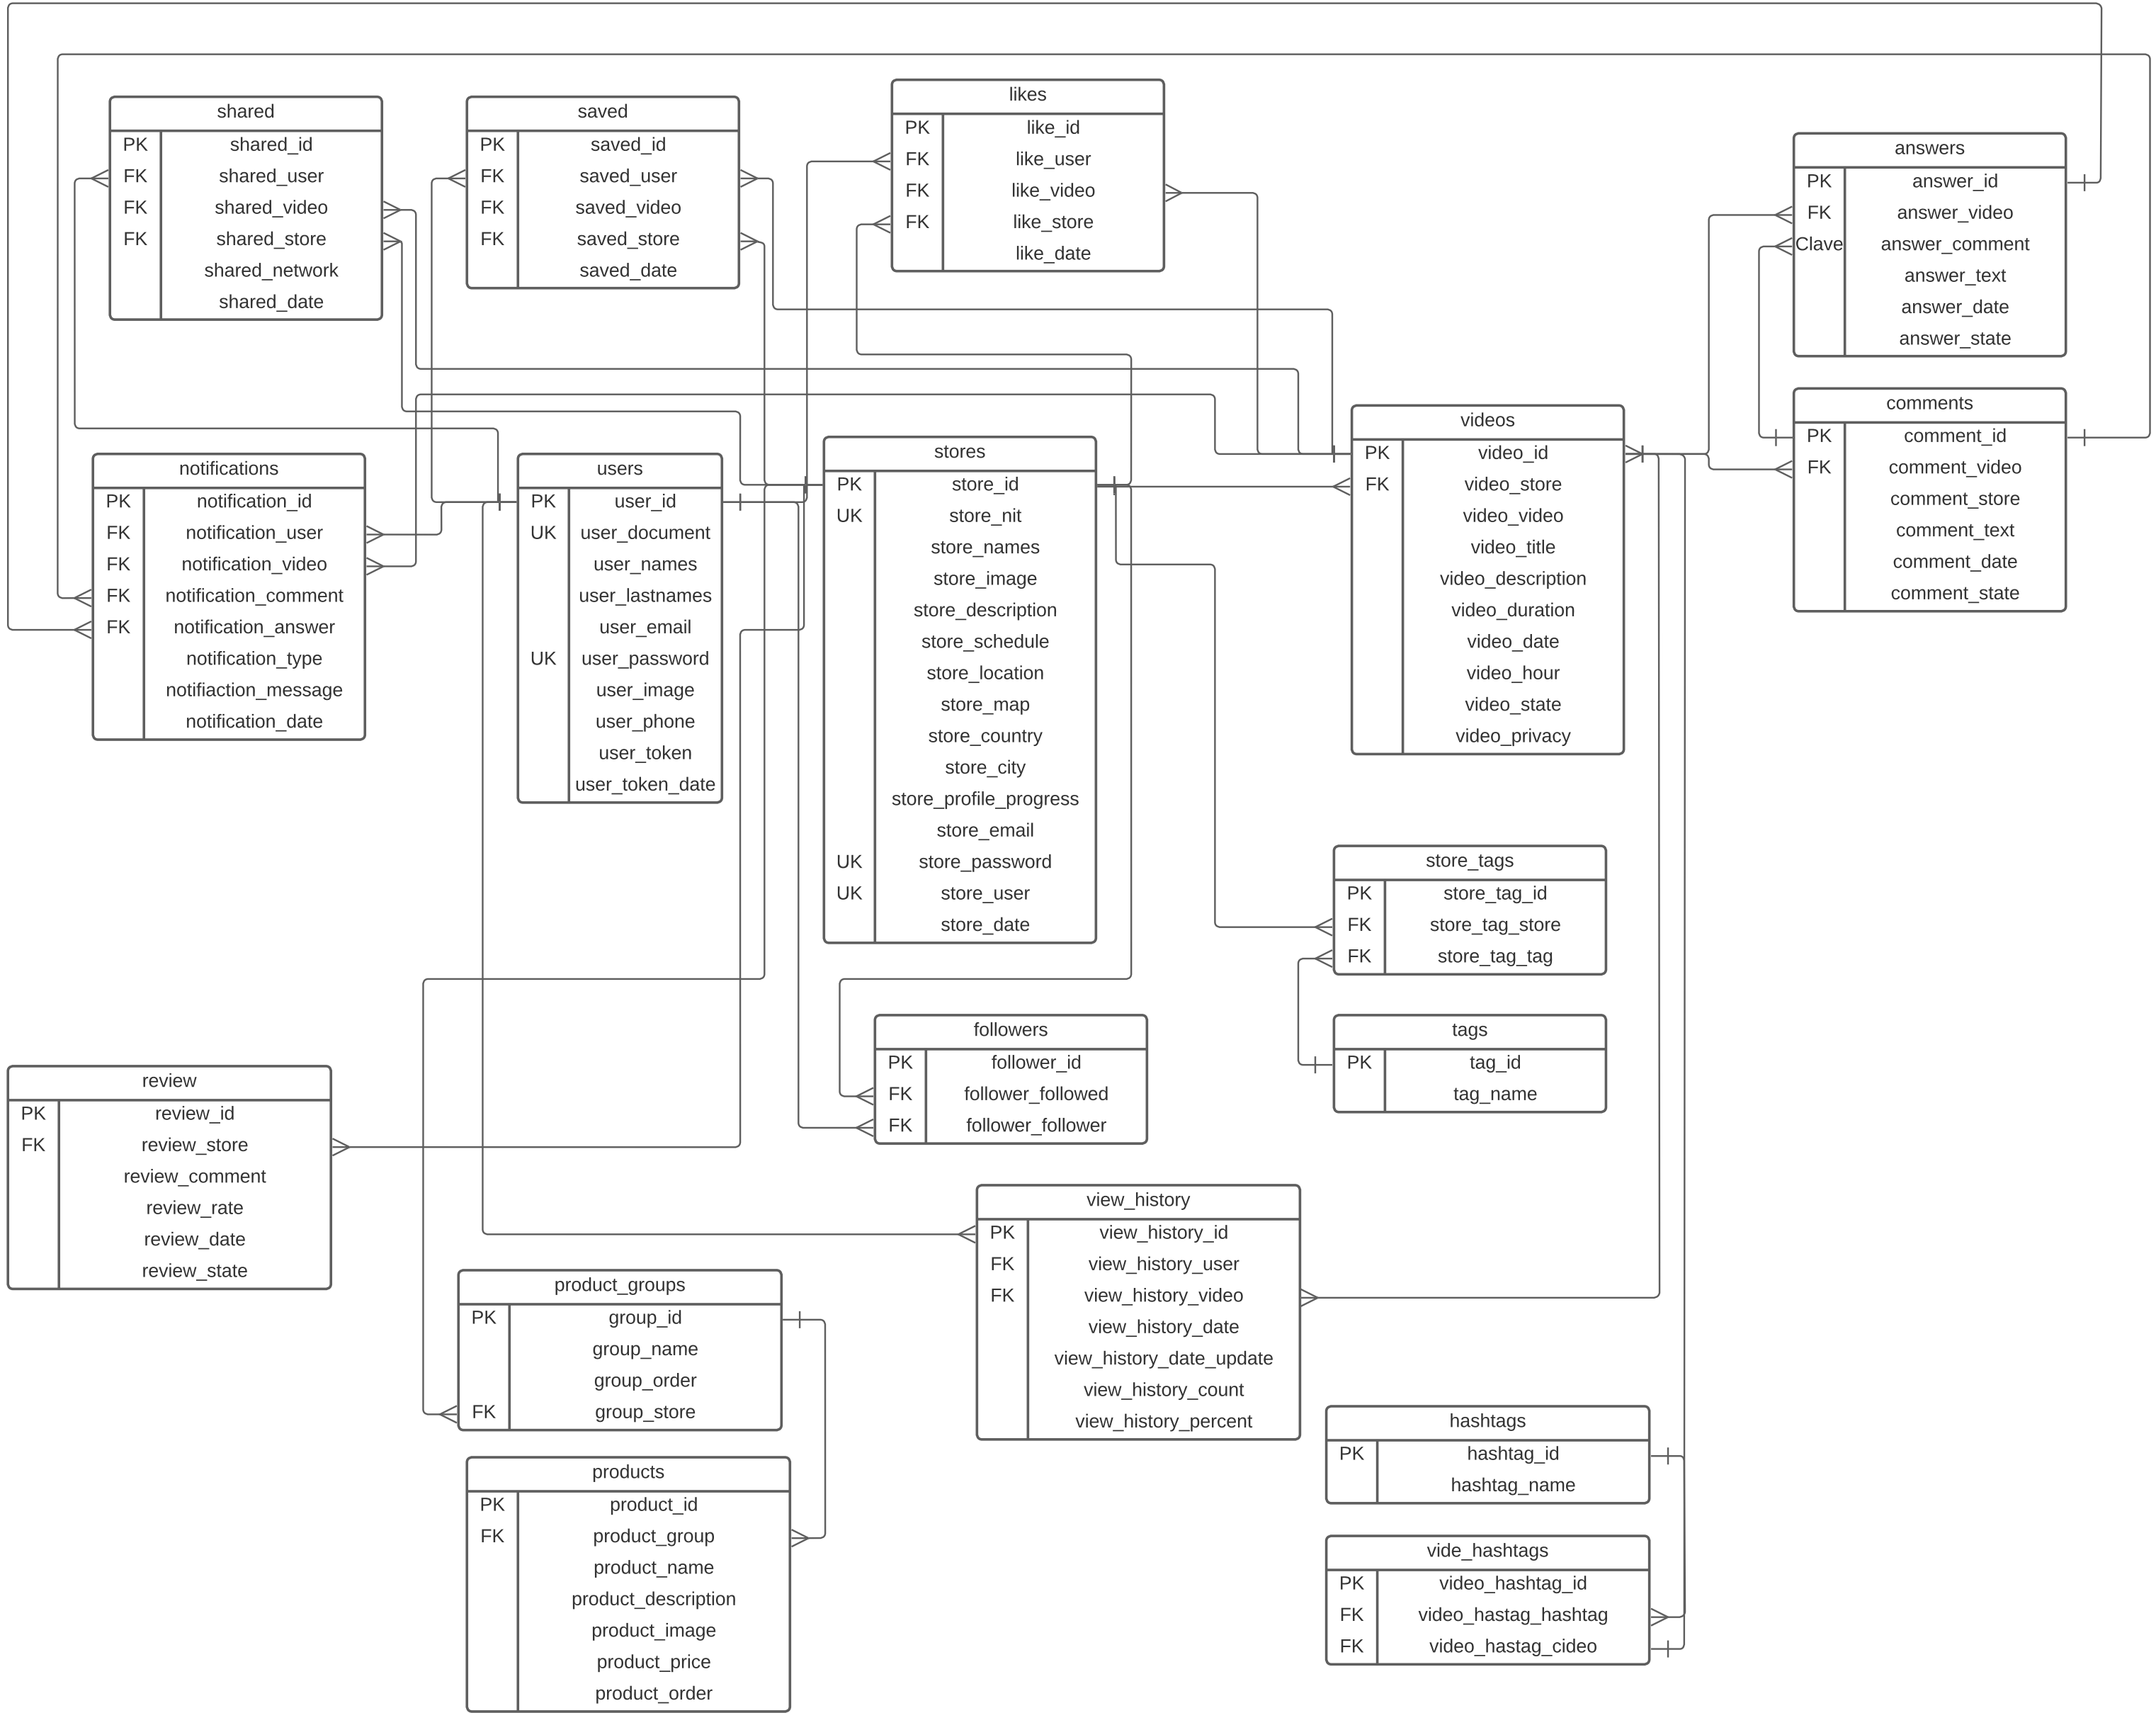 shared
PK shared_id
FK shared_user
FK shared_video
FK shared_store
shared_network
shared_date
saved
PK saved_id
FK saved_user
FK saved_video
FK saved_store
saved_date
likes
PK like_id
FK like_user
FK like_video
FK like_store
like_date
answers
PK answer_id
FK answer_video
Clave answer_comment
answer_text
answer_date
answer_state
notifications
PK notification_id
FK notification_user
FK notification_video
FK notification_comment
FK notification_answer
notification_type
notifiaction_message
notification_date
users
PK user_id
UK user_document
user_names
user_lastnames
user_email
UK user_password
user_image
user_phone
user_token
user_token_date
stores
PK store_id
UK store_nit
store_names
store_image
store_description
store_schedule
store_location
store_map
store_country
store_city
store_profile_progress
store_email
UK store_password
UK store_user
store_date
videos
PK video_id
FK video_store
video_video
video_title
video_description
video_duration
video_date
video_hour
video_state
video_privacy
comments
PK comment_id
FK comment_video
comment_store
comment_text
comment_date
comment_state
store_tags
PK store_tag_id
FK store_tag_store
FK store_tag_tag
tags
PK tag_id
tag_name
followers
PK follower_id
FK follower_followed
FK follower_follower
review
PK review_id
FK review_store
review_comment
review_rate
review_date
review_state
view_history
PK view_history_id
FK view_history_user
FK view_history_video
view_history_date
view_history_date_update
view_history_count
view_history_percent
product_groups
PK group_id
group_name
group_order
FK group_store
products
PK product_id
FK product_group
product_name
product_description
product_image
product_price
product_order
hashtags
PK hashtag_id
hashtag_name
vide_hashtags
PK video_hashtag_id
FK video_hastag_hashtag
FK video_hastag_cideo